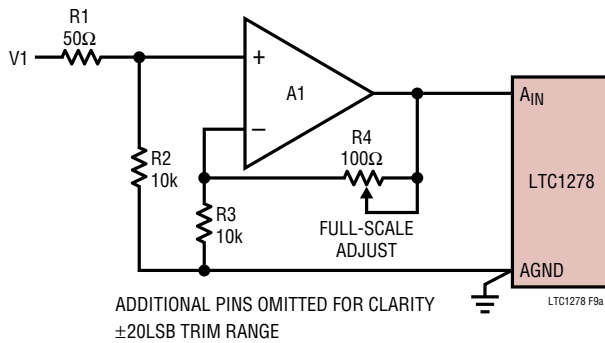 R1
50Ω
V1
+
A1
−
R2
10k
R3
10k
R4
100Ω
FULL-SCALE
ADJUST
AIN
LTC1278
AGND
LTC1278 F9a
ADDITIONAL PINS OMITTED FOR CLARITY
±20LSB TRIM RANGE